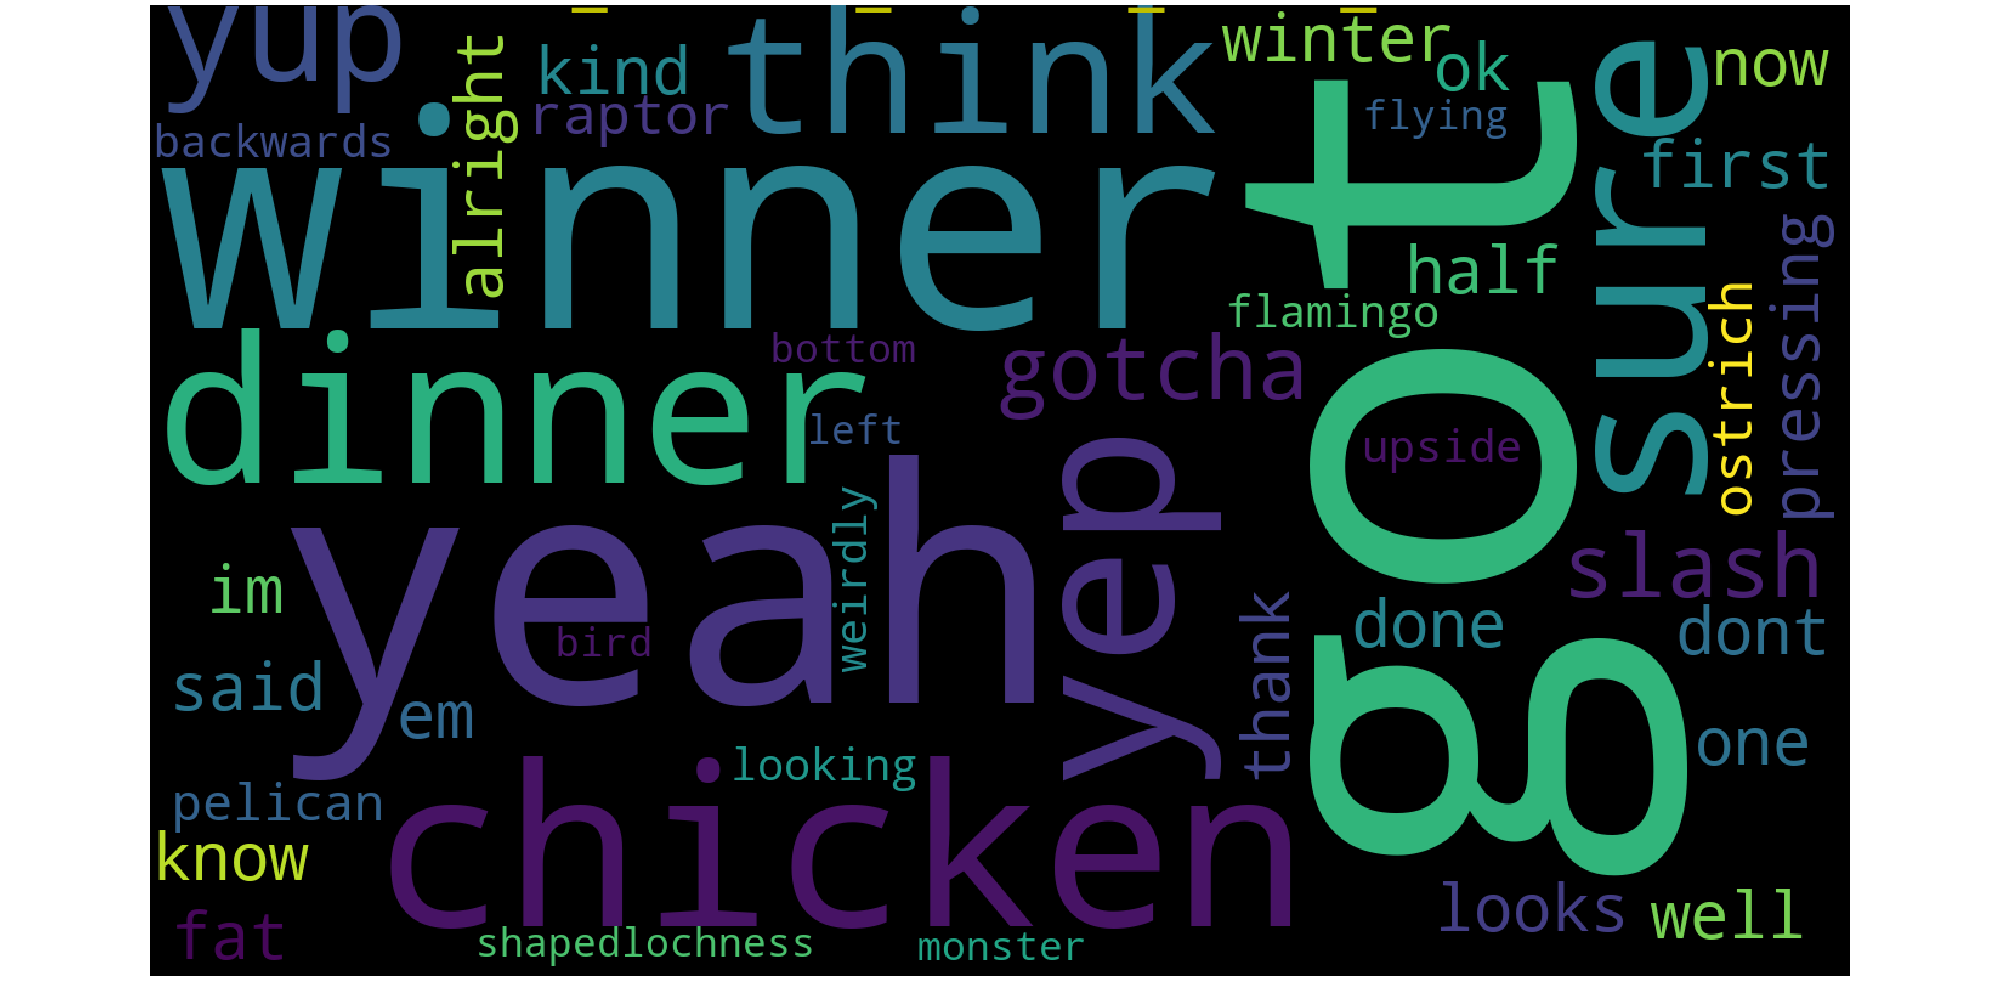 yup
think
winter
kind
ok
now
alright
raptor
flying
sure
backwards
first
winner
got
pressing
half
ostrich
flamingo
dinner
bottom
gotcha
left
upside
yeah
yep
weirdly
slash
im
thank
done
dont
bird
said
em
one
looking
chicken
pelican
know
looks
well
fat
shapedlochness
monster